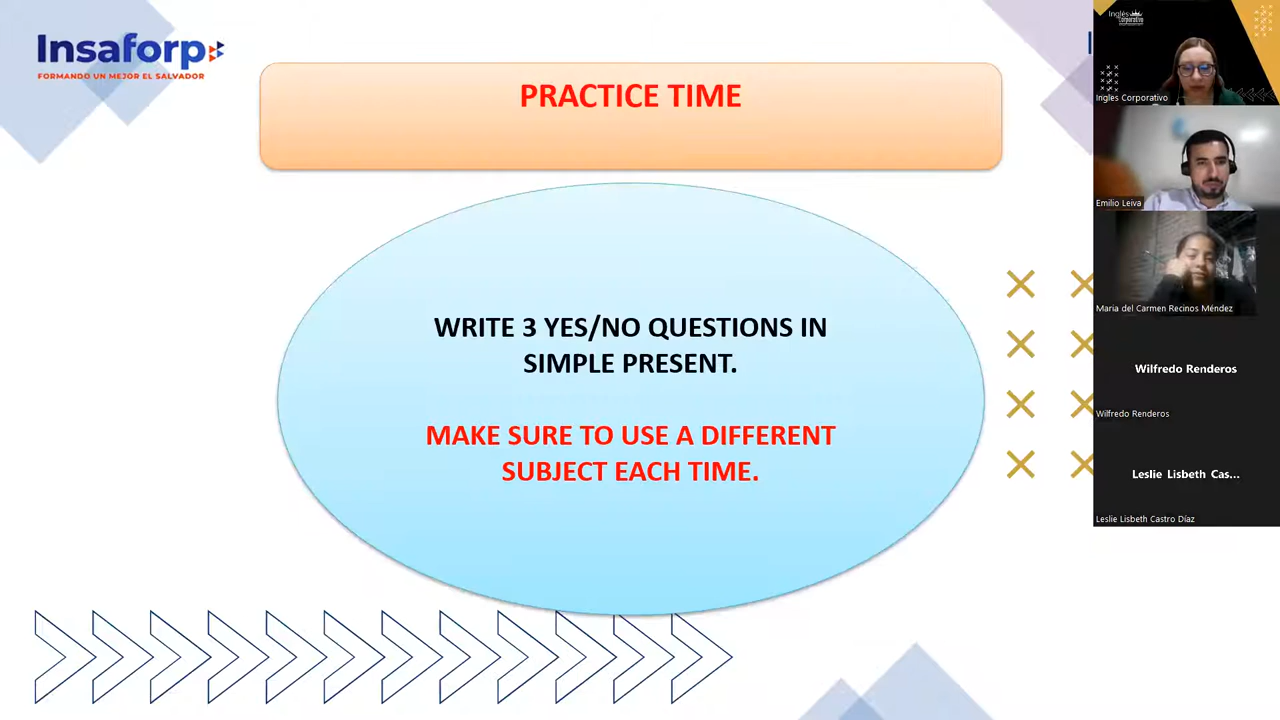 Insaforp
FORMANDO UN MEJOR EL SALVADOR
PRACTICE TIME
WRITE 3 YES/NO QUESTIONS IN
SIMPLE PRESENT.
MAKE SURE TO USE A DIFFERENT
SUBJECT EACH TIME.
Inglés
Corporativo
Ingles Corporativo
Emilio Leiva
Maria del Carmen Recinos Méndez
Wilfredo Renderos
Wilfredo Renderos
Leslie Lisbeth Cas...
Leslie Lisbeth Castro Díaz